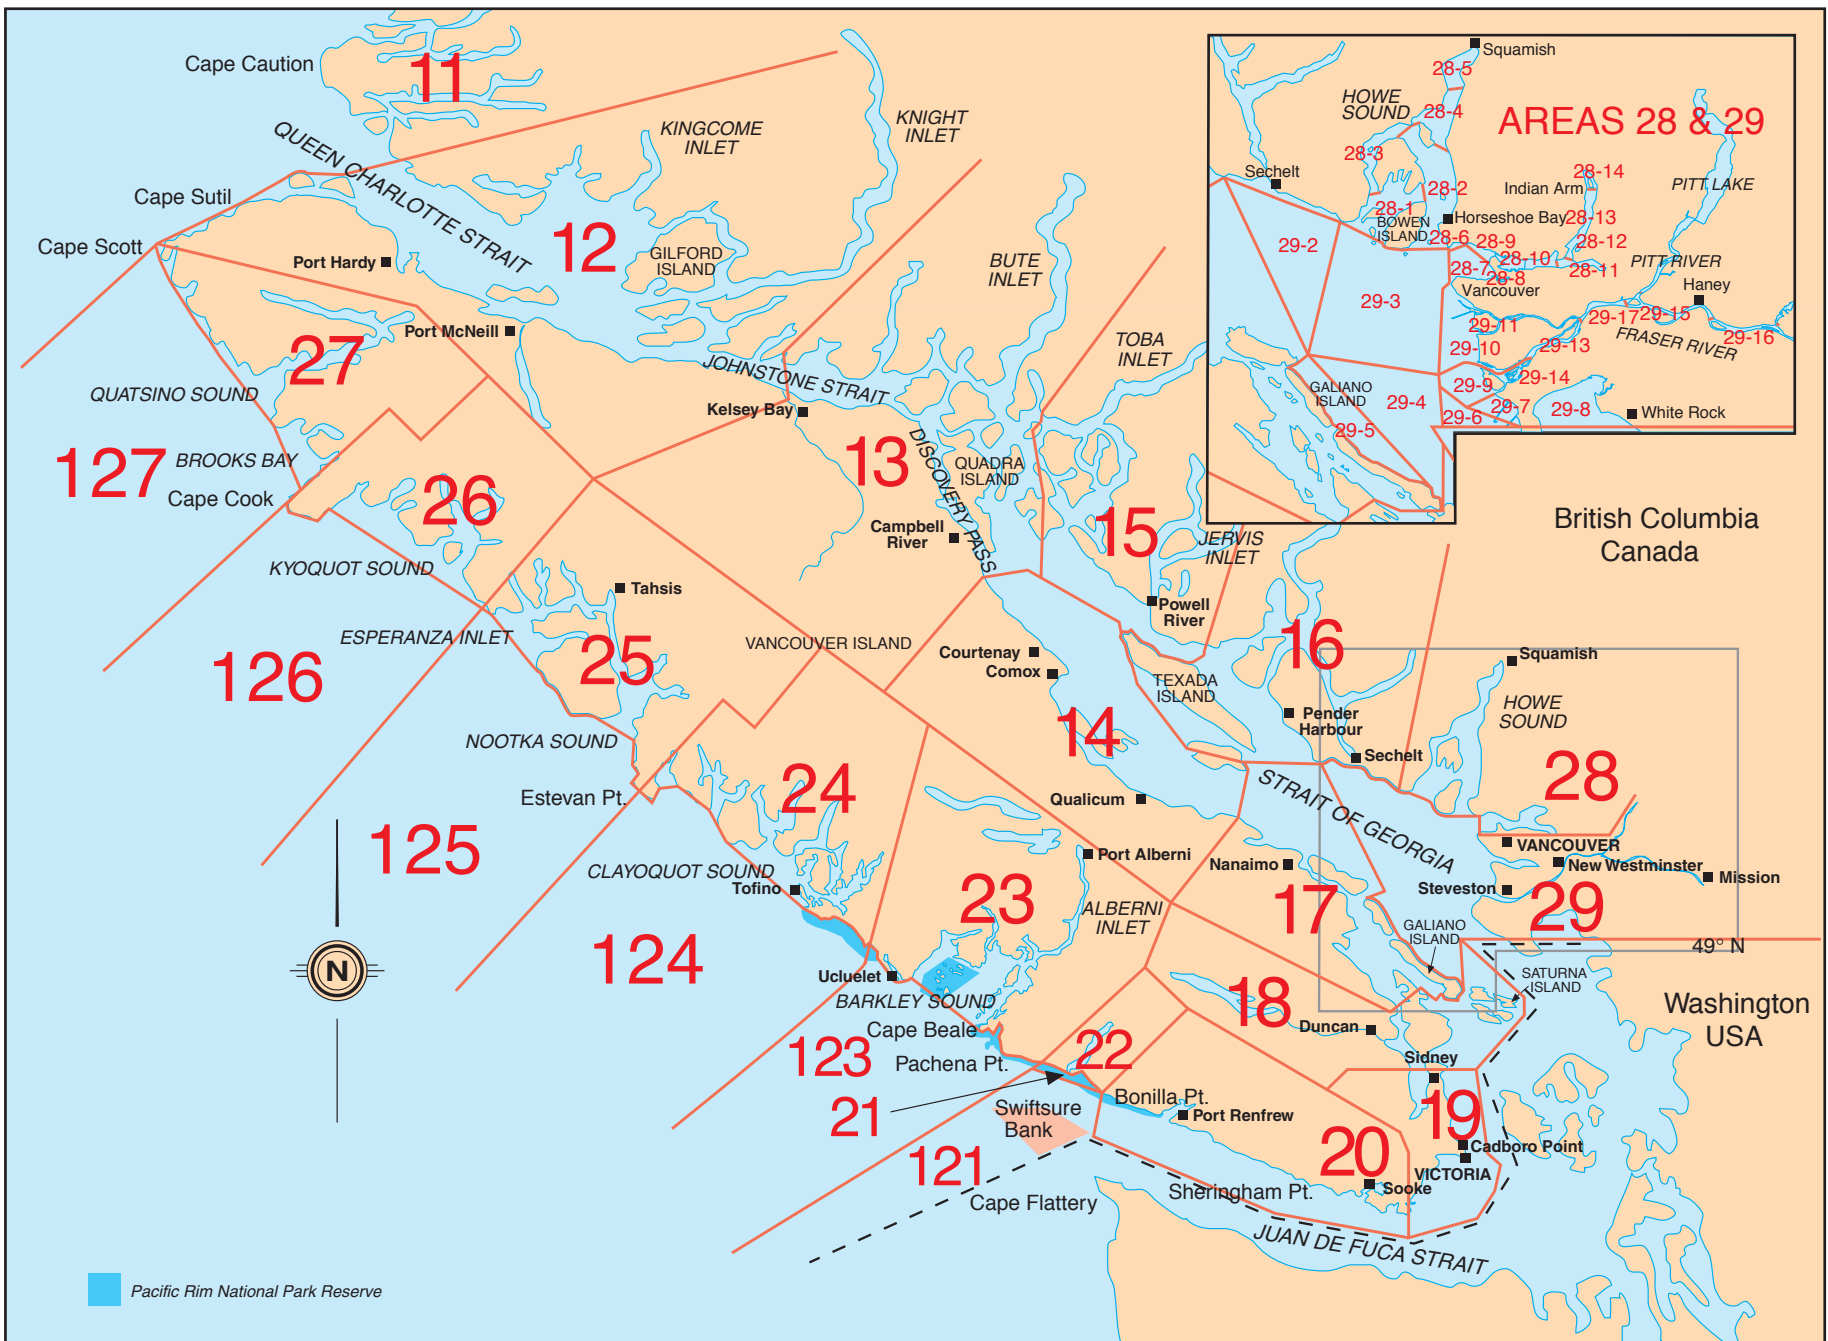 Cape Caution
11
QUEEN CHARLOTTE STRAIT
KINGCOME
INLET
KNIGHT
INLET
Cape Sutil
Cape Scott
Port Hardy
12
GILFORD
ISLAND
BUTE
INLET
27
Port McNeill
JOHNSTONE STRAIT
TOBA
INLET
QUATSINO SOUND
Kelsey Bay
127
BROOKS BAY
Cape Cook
26
13
DISCOVERY PASS
QUADRA
ISLAND
Campbell
River
15
JERVIS
INLET
KYOQUOT SOUND
Tahsis
Powell
River
ESPERANZA INLET
126
25
VANCOUVER ISLAND
Courtenay
Comox
16
TEXADA
ISLAND
Squamish
HOWE
SOUND
NOOTKA SOUND
14
Pender
Harbour
Sechelt
28
Estevan Pt.
24
Qualicum
STRAIT OF GEORGIA
125
CLAYOQUOT SOUND
Tofino
Port Alberni
Nanaimo
VANCOUVER
New Westminster
Mission
Steveston
23
ALBERNI
INLET
17
29
GALIANO
ISLAND
49° N
124
N
Ucluelet
BARKLEY SOUND
SATURNA
ISLAND
Cape Beale
18
Duncan
Washington
USA
123
Pachena Pt.
22
Sidney
21
Swiftsure
Bank
Bonilla Pt.
Port Renfrew
19
20
Cadboro Point
VICTORIA
121
Cape Flattery
Sheringham Pt.
Sooke
JUAN DE FUCA STRAIT
Pacific Rim National Park Reserve
British Columbia
Canada
Squamish
28-5
HOWE
SOUND
28-4
AREAS 28 & 29
28-3
Sechelt
28-14
Indian Arm
PITT LAKE
28-2
28-1
BOWEN
ISLAND
Horseshoe Bay
28-13
29-2
28-6
28-9
28-12
28-10
28-7
28-8
28-11
PITT RIVER
Vancouver
Haney
29-3
29-11
29-17
29-15
29-10
29-13
FRASER RIVER
29-16
GALIANO
ISLAND
29-9
29-14
29-4
29-6
29-7
29-8
White Rock
29-5